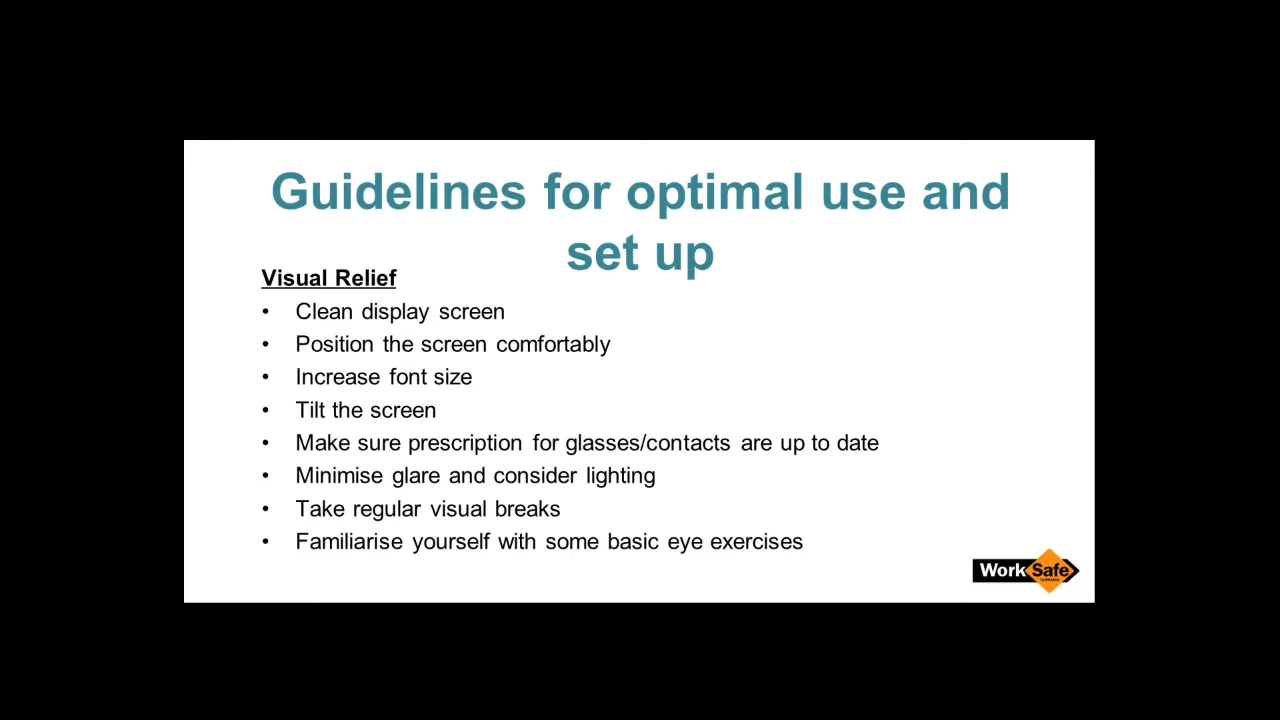 Guidelines for optimal use and
set up
Visual Relief
• Clean display screen
• Position the screen comfortably
• Increase font size
• Tilt the screen
• Make sure prescription for glasses/contacts are up to date
• Minimise glare and consider lighting
• Take regular visual breaks
• Familiarise yourself with some basic eye exercises
WorkSafe